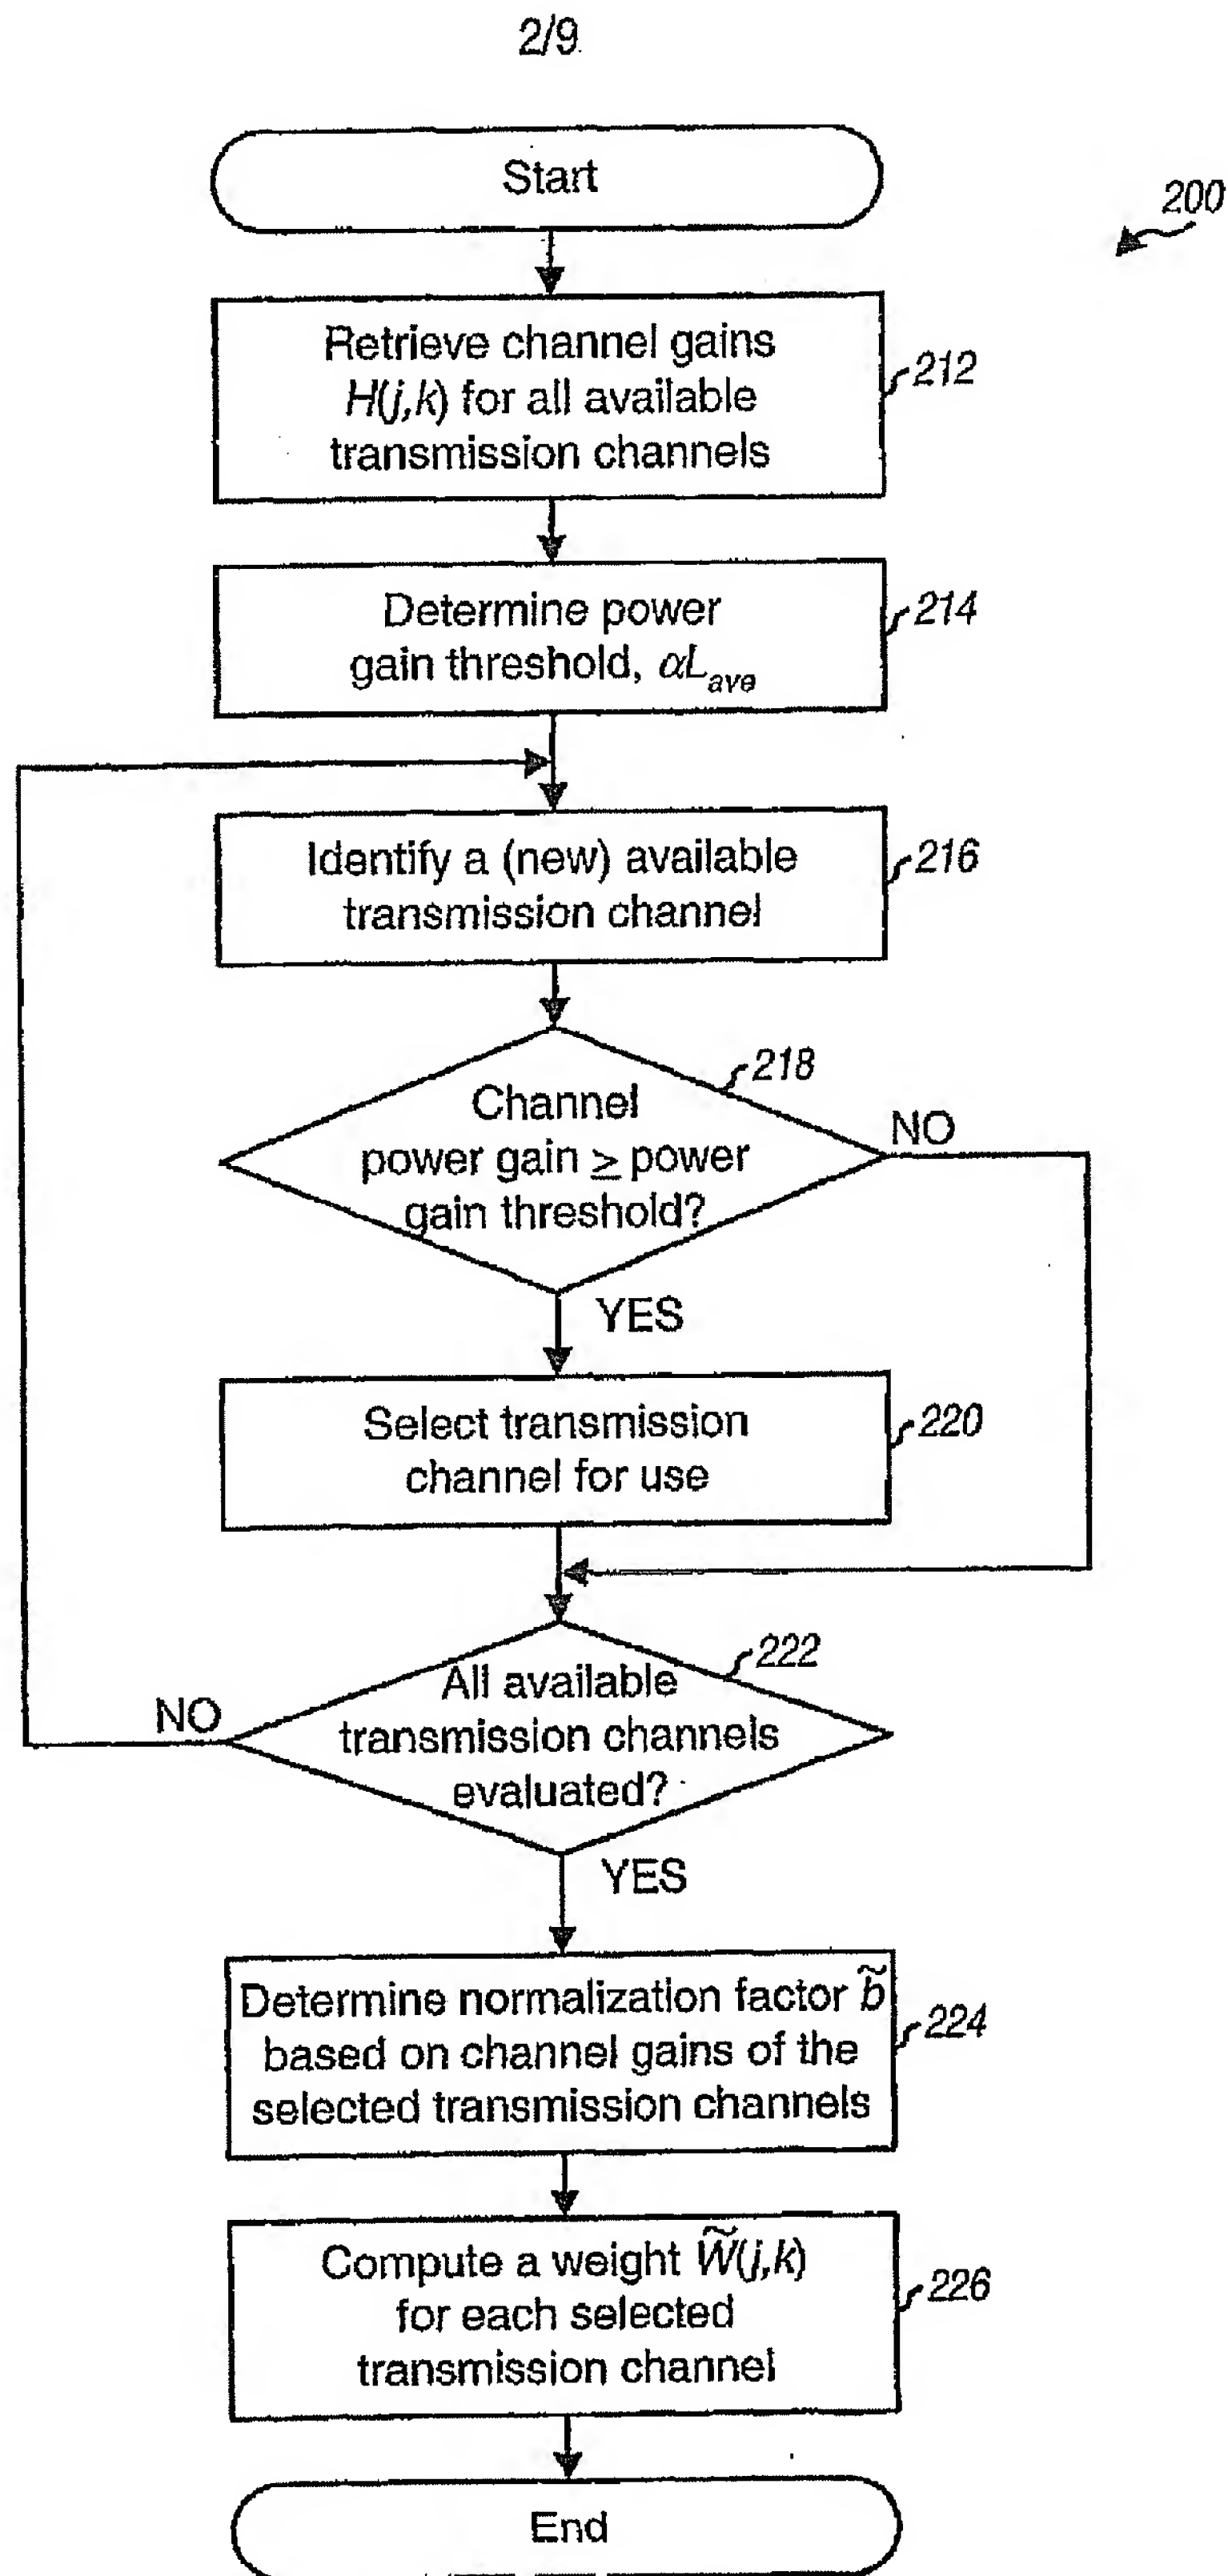 2/9
Start
200
Retrieve channel gains
H(j,k) for all available
transmission channels
212
Determine power
gain threshold, αL_ave
214
Identify a (new) available
transmission channel
216
218
Channel
power gain ≥ power
gain threshold?
NO
YES
Select transmission
channel for use
220
222
All available
transmission channels
evaluated?
NO
YES
Determine normalization factor b̃
based on channel gains of the
selected transmission channels
224
Compute a weight W̃(j,k)
for each selected
transmission channel
226
End